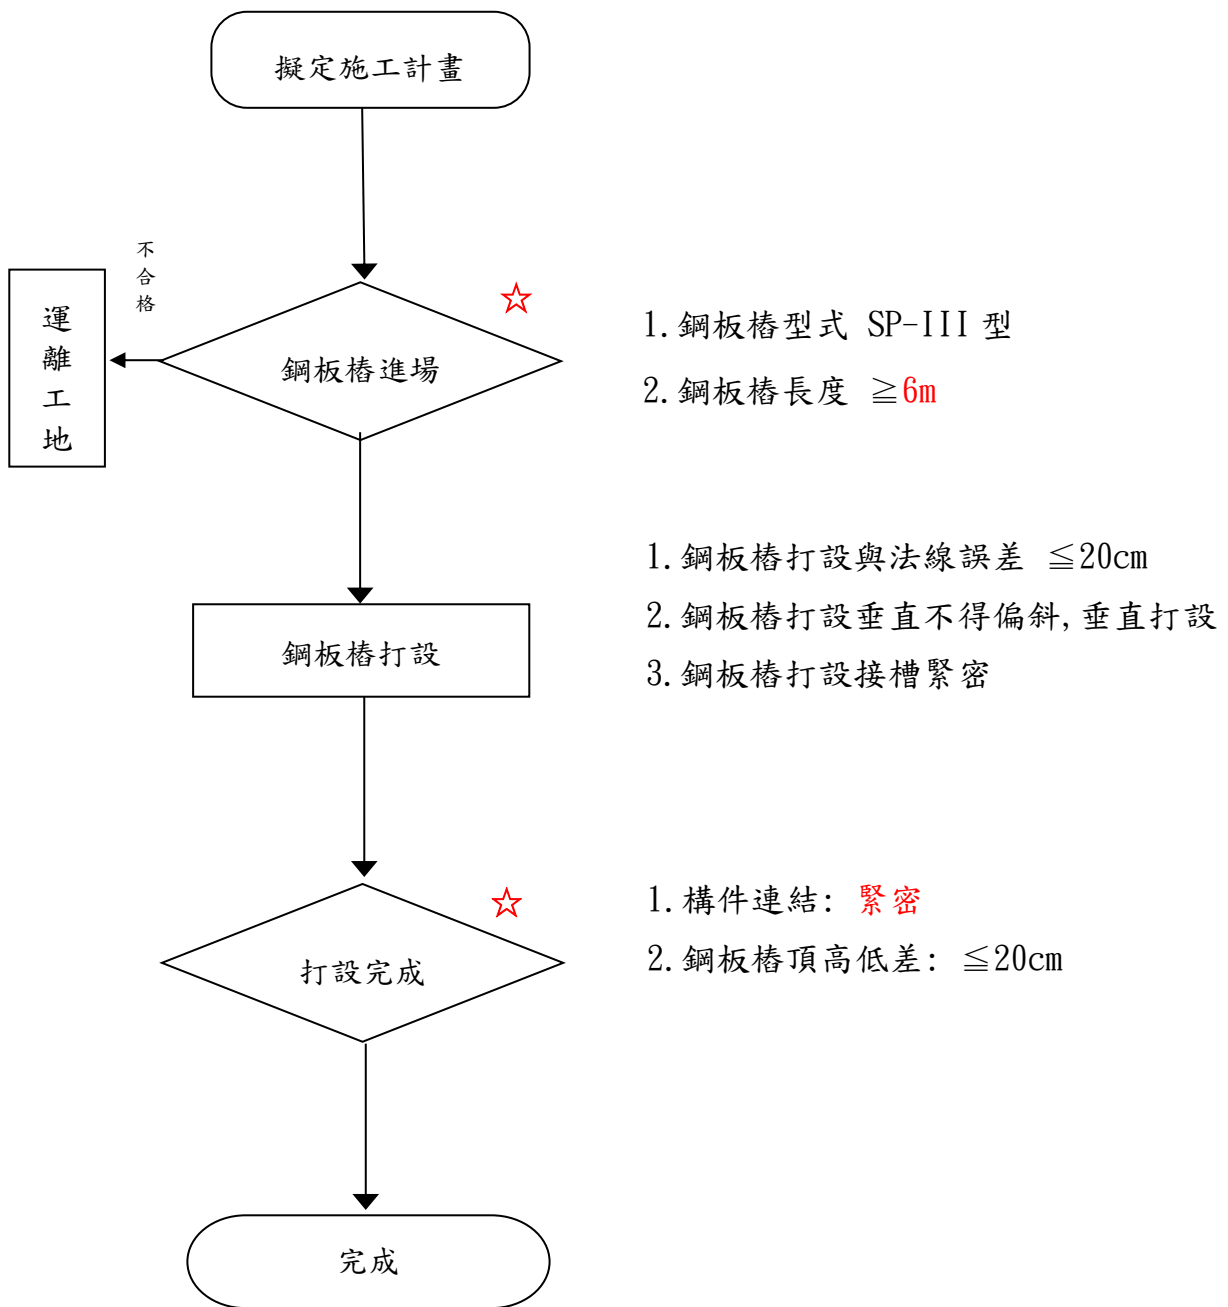 擬定施工計畫
不合格
運離工地
☆
鋼板樁進場
1.鋼板樁型式 SP-III 型
2.鋼板樁長度 ≧6m
鋼板樁打設
1.鋼板樁打設與法線誤差 ≦20cm
2.鋼板樁打設垂直不得偏斜,垂直打設
3.鋼板樁打設接槽緊密
☆
打設完成
1.構件連結: 緊密
2.鋼板樁頂高低差: ≦20cm
完成